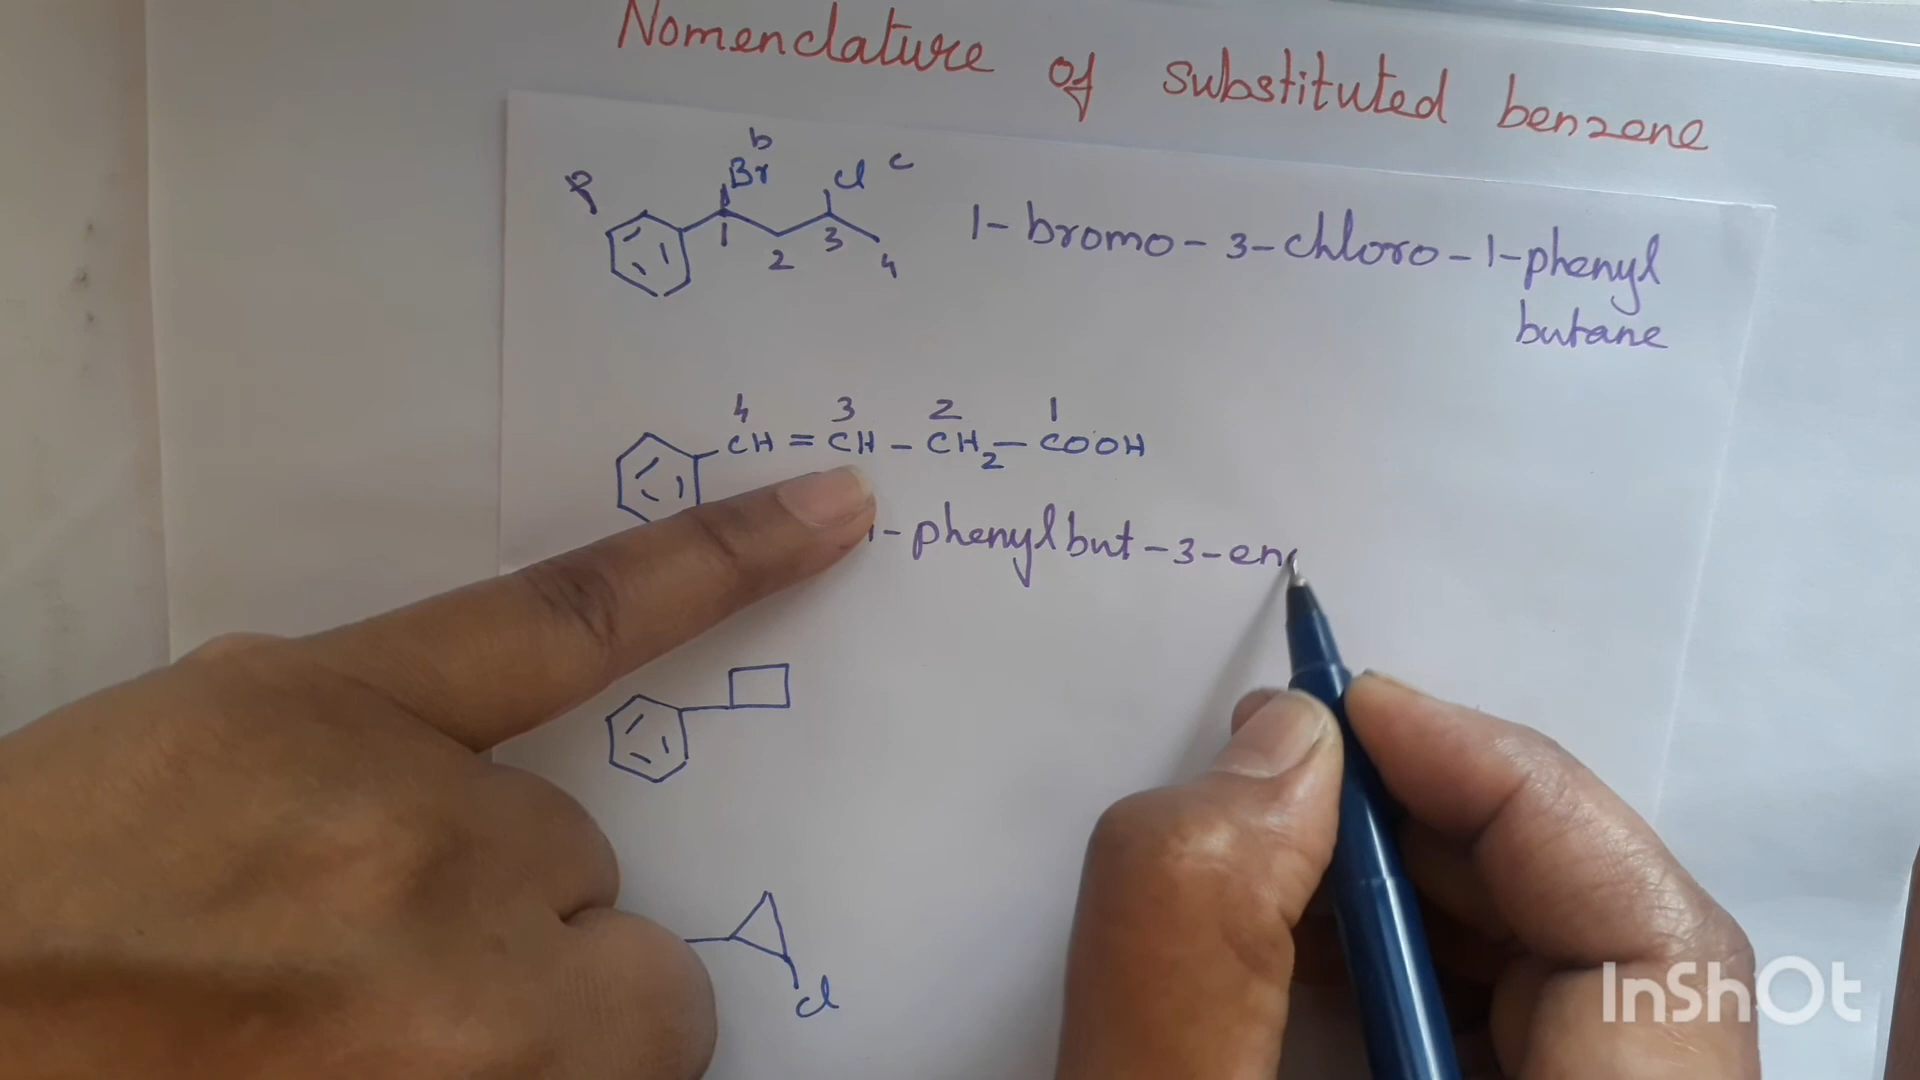 Nomenclature of substituted benzene
b
P Br Cl c
1 2 3 4
1- bromo - 3 - chloro - 1 - phenyl
butane
4 3 2 1
CH = CH - CH2 - COOH
- phenyl but - 3 - en
Cl
InShOt